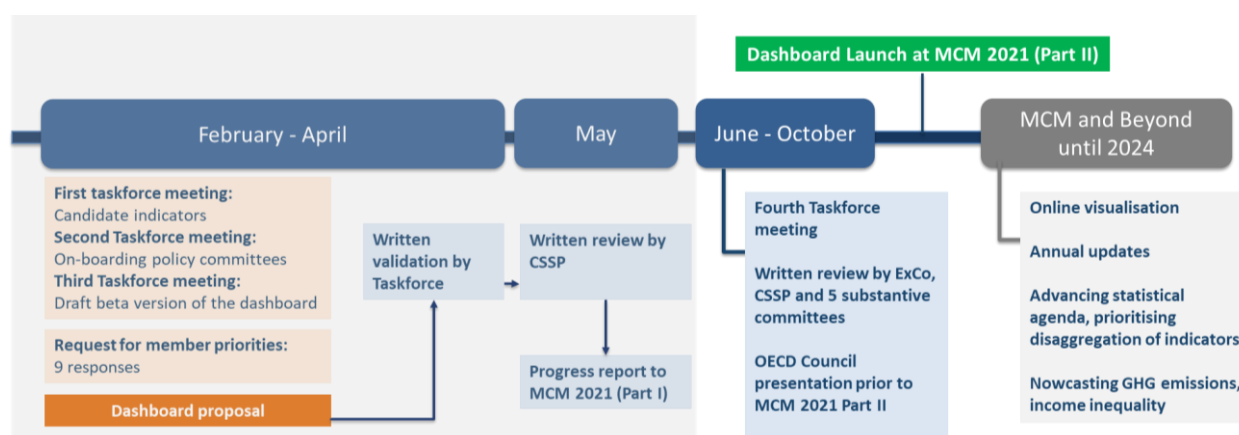 Dashboard Launch at MCM 2021 (Part II)
February - April
May
June - October
MCM and Beyond
until 2024
First taskforce meeting:
Candidate indicators
Second Taskforce meeting:
On-boarding policy committees
Third Taskforce meeting:
Draft beta version of the dashboard
Request for member priorities:
9 responses
Dashboard proposal
Written
validation by
Taskforce
Written review by
CSSP
Progress report to
MCM 2021 (Part I)
Fourth Taskforce
meeting
Written review by ExCo,
CSSP and 5 substantive
committees
OECD Council
presentation prior to
MCM 2021 Part II
Online visualisation
Annual updates
Advancing statistical
agenda, prioritising
disaggregation of indicators
Nowcasting GHG emissions,
income inequality